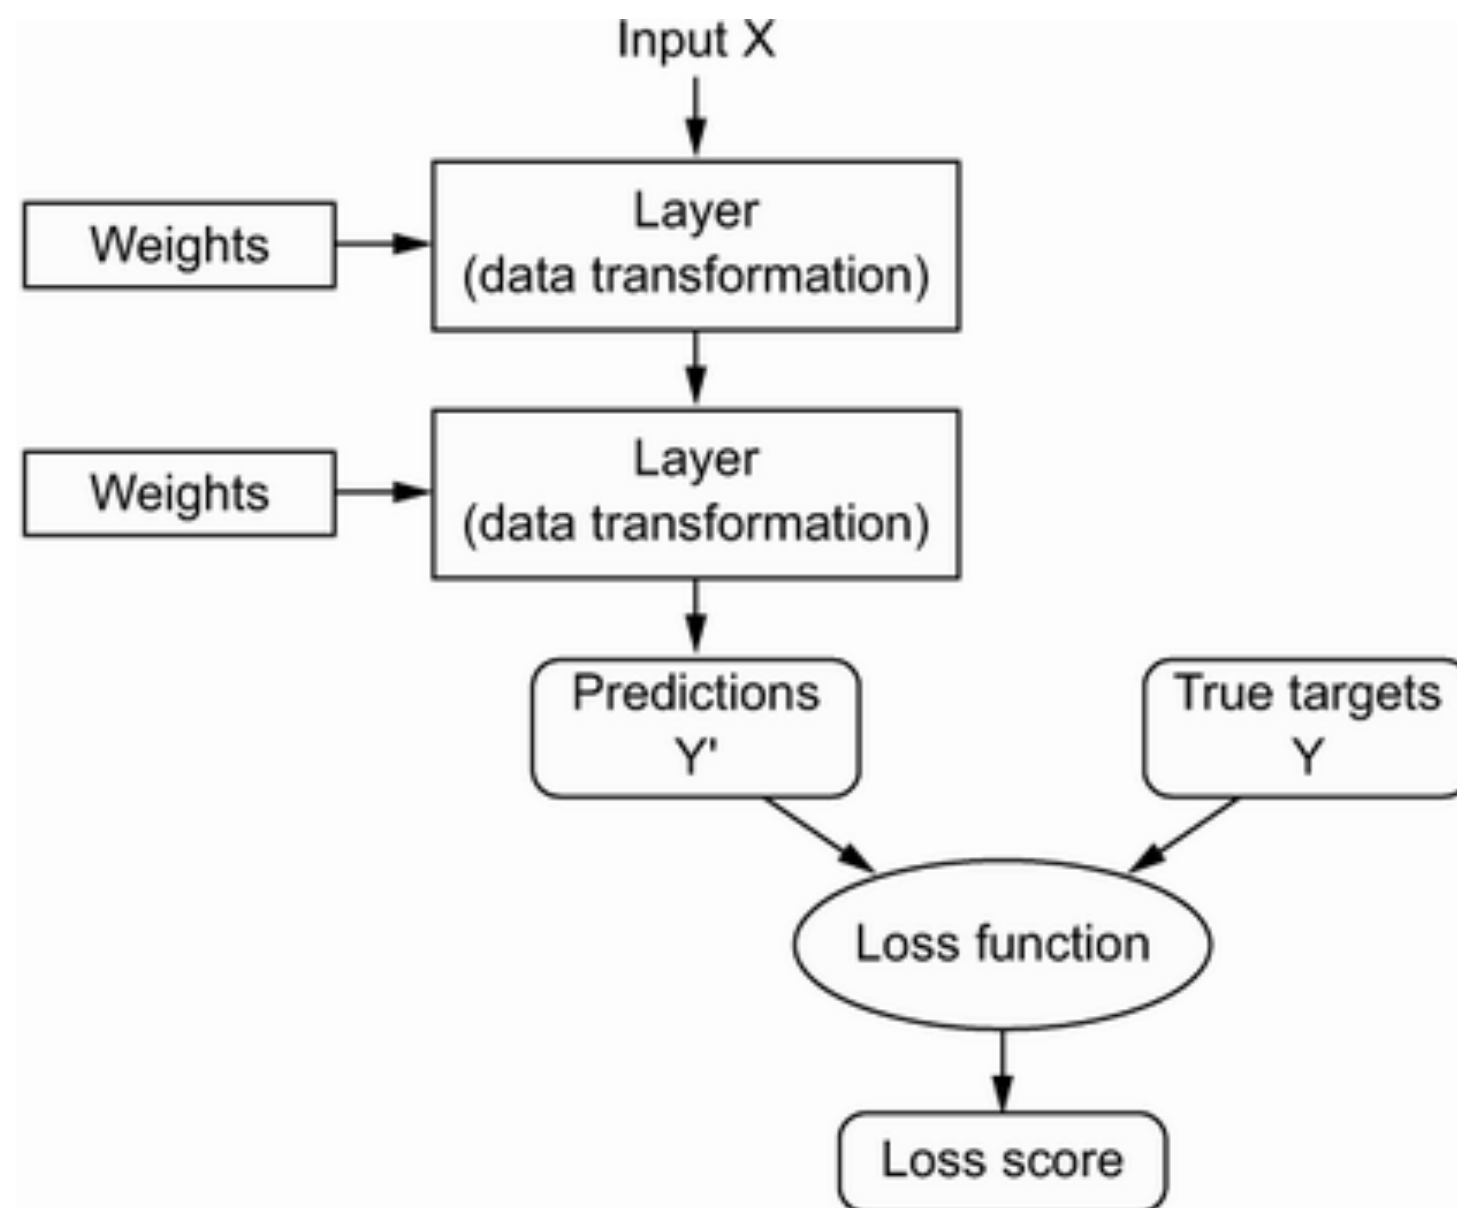 Input X
Weights
Layer
(data transformation)
Weights
Layer
(data transformation)
Predictions
Y'
True targets
Y
Loss function
Loss score